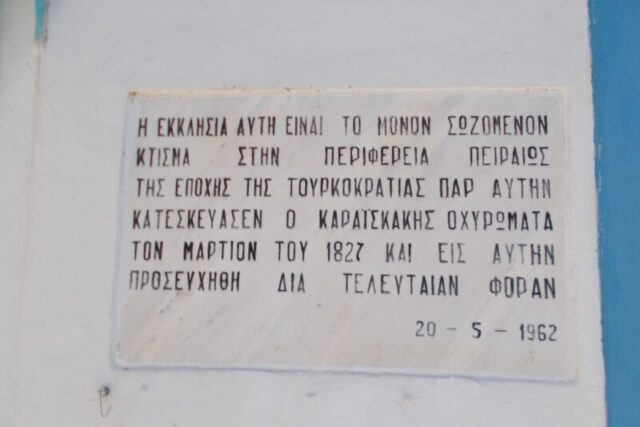 Η ΕΚΚΛΗΣΙΑ ΑΥΤΗ ΕΙΝΑΙ ΤΟ ΜΟΝΟΝ ΣΩΖΟΜΕΝΟΝ
ΚΤΙΣΜΑ ΣΤΗΝ ΠΕΡΙΦΕΡΕΙΑ ΠΕΙΡΑΙΩΣ
ΤΗΣ ΕΠΟΧΗΣ ΤΗΣ ΤΟΥΡΚΟΚΡΑΤΙΑΣ ΠΑΡ ΑΥΤΗΝ
ΚΑΤΕΣΚΕΥΑΣΕΝ Ο ΚΑΡΑΪΣΚΑΚΗΣ ΟΧΥΡΩΜΑΤΑ
ΤΟΝ ΜΑΡΤΙΟΝ ΤΟΥ 1827 ΚΑΙ ΕΙΣ ΑΥΤΗΝ
ΠΡΟΣΕΥΧΗΘΗ ΔΙΑ ΤΕΛΕΥΤΑΙΑΝ ΦΟΡΑΝ
20 - 5 - 1962